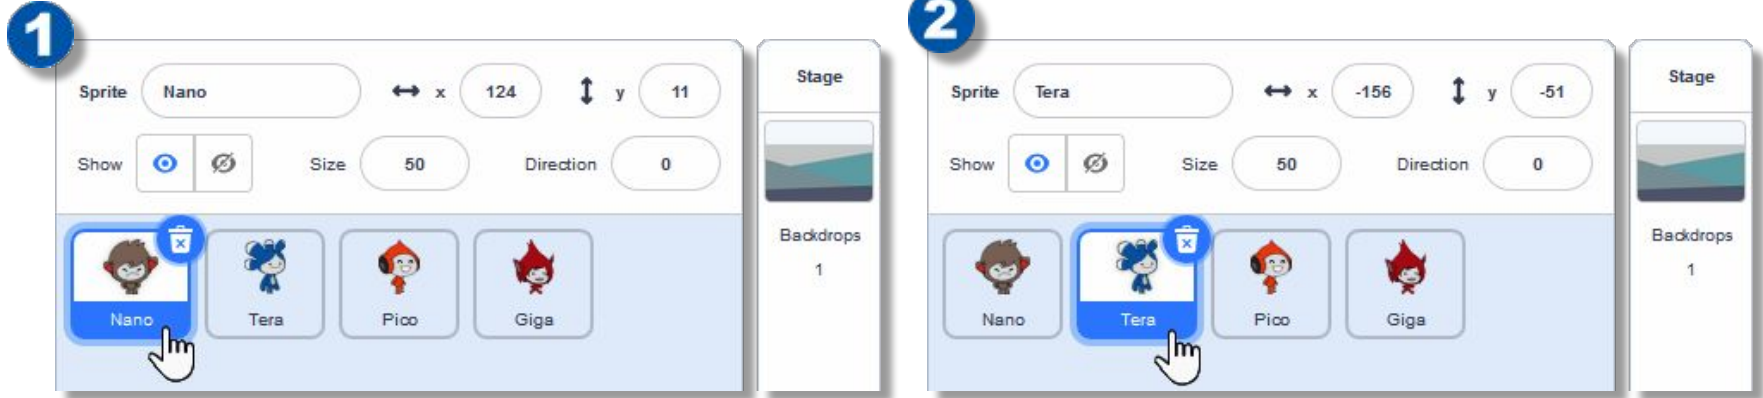 1
Sprite Nano x 124 y 11
Show Size 50 Direction 0
Nano Tera Pico Giga
Stage
Backdrops
1
2
Sprite Tera x -156 y -51
Show Size 50 Direction 0
Nano Tera Pico Giga
Stage
Backdrops
1